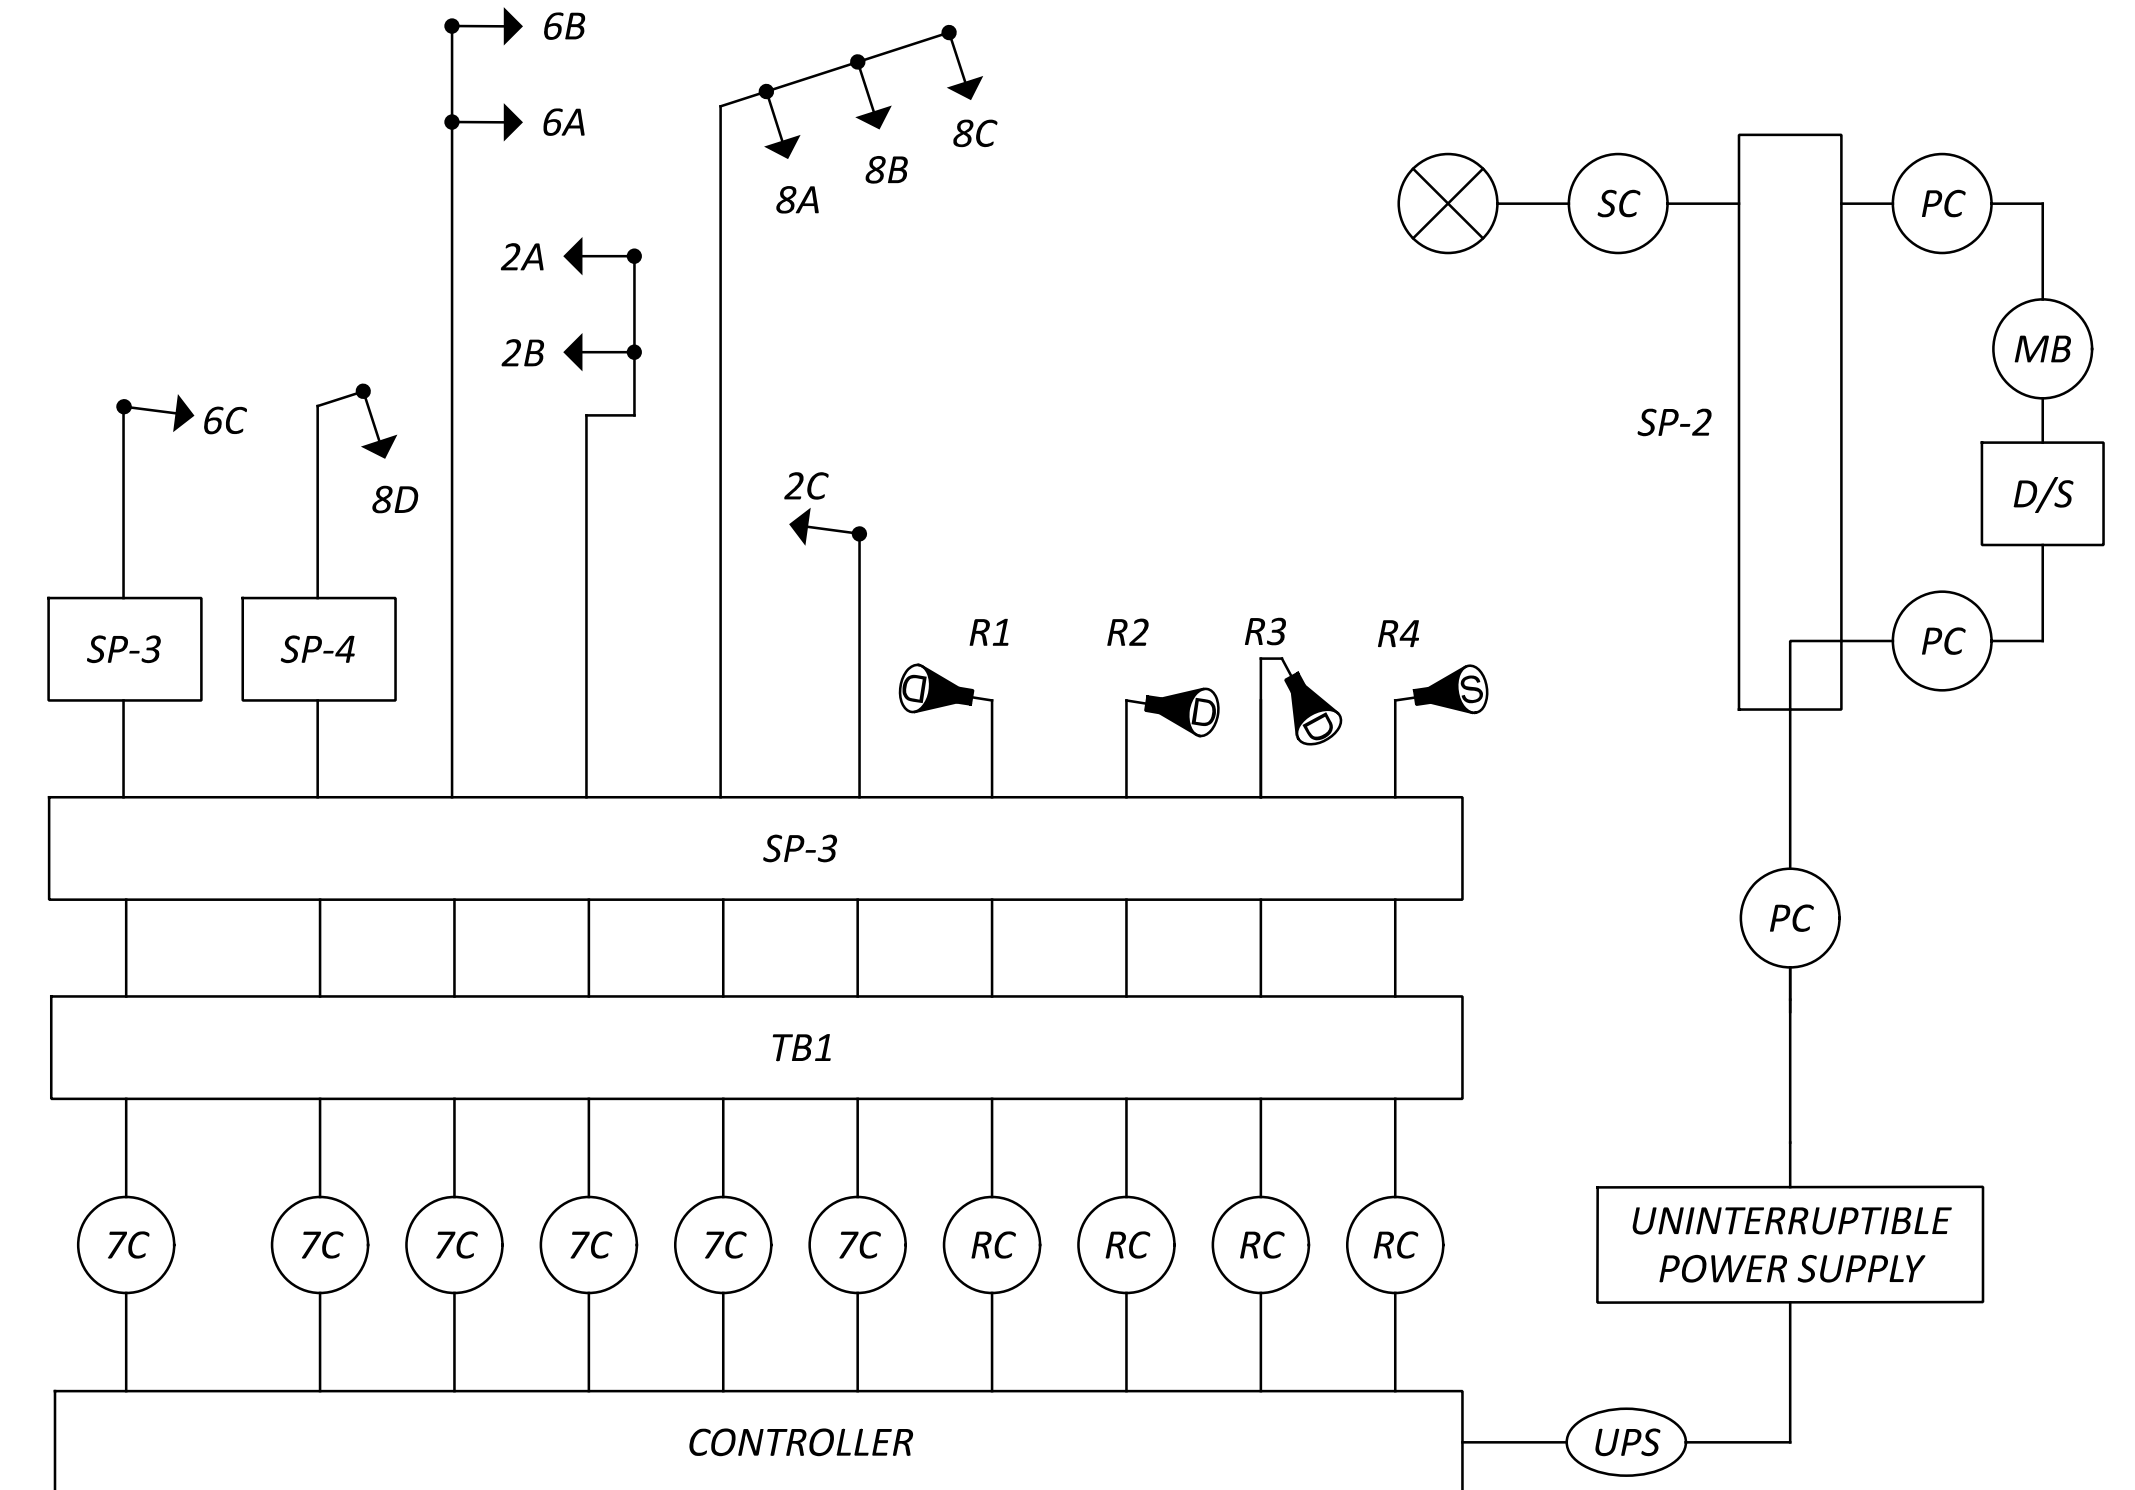 6B
6A
8C
8B
8A
SC
PC
2A
2B
MB
6C
SP-2
8D
2C
D/S
SP-3
SP-4
R1
R2
R3
R4
D
D
D
S
PC
SP-3
PC
TB1
7C
7C
7C
7C
7C
7C
RC
RC
RC
RC
UNINTERRUPTIBLE
POWER SUPPLY
CONTROLLER
UPS